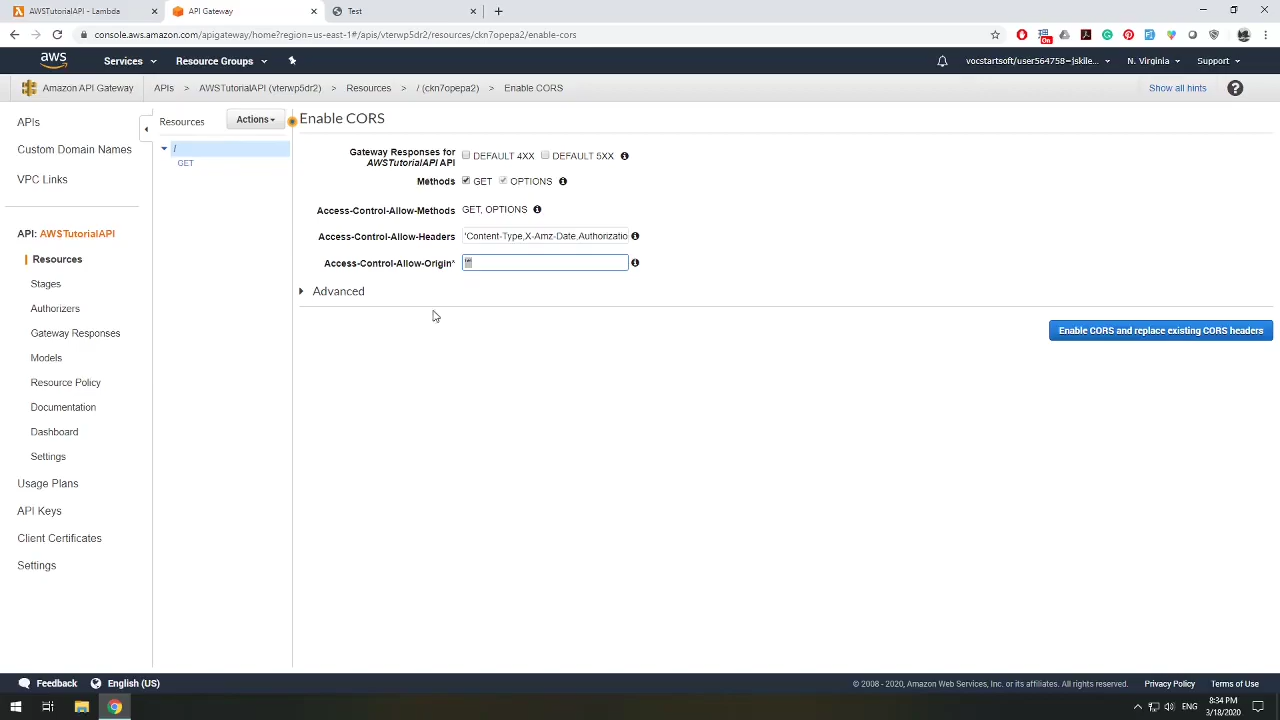 AWSTutorialAPI - Lambda
API Gateway
Test
console.aws.amazon.com/apigateway/home?region=us-east-1#/apis/vterwp5dr2/resources/ckn7opepa2/enable-cors
On
aws
Services
Resource Groups
vocstartsoft/user564758=jskile...
N. Virginia
Support
Amazon API Gateway
APIs > AWSTutorialAPI (vterwp5dr2) > Resources > / (ckn7opepa2) > Enable CORS
Show all hints
APIs
Custom Domain Names
VPC Links
API: AWSTutorialAPI
Resources
Stages
Authorizers
Gateway Responses
Models
Resource Policy
Documentation
Dashboard
Settings
Usage Plans
API Keys
Client Certificates
Settings
Resources
Actions
/
GET
Enable CORS
Gateway Responses for AWSTutorialAPI API
DEFAULT 4XX DEFAULT 5XX
Methods
GET OPTIONS
Access-Control-Allow-Methods
GET, OPTIONS
Access-Control-Allow-Headers
'Content-Type,X-Amz-Date,Authorizatio
Access-Control-Allow-Origin*
'*'
Advanced
Enable CORS and replace existing CORS headers
Feedback
English (US)
© 2008 - 2020, Amazon Web Services, Inc. or its affiliates. All rights reserved.
Privacy Policy
Terms of Use
ENG
8:34 PM
3/18/2020